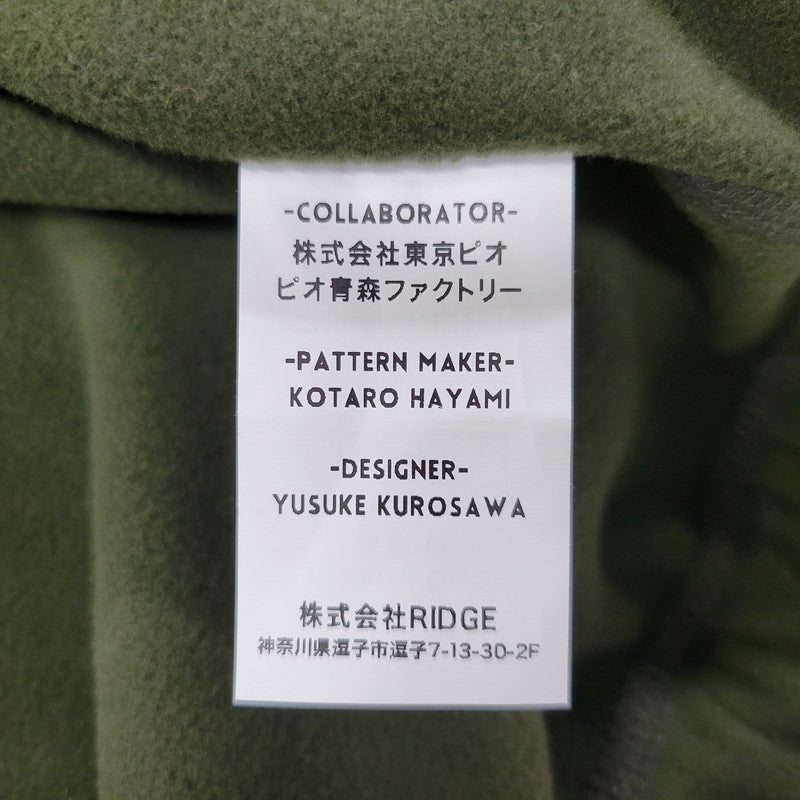 -COLLABORATOR-
株式会社東京ピオ
ピオ青森ファクトリー
-PATTERN MAKER-
KOTARO HAYAMI
-DESIGNER-
YUSUKE KUROSAWA
株式会社RIDGE
神奈川県逗子市逗子7-13-30-2F